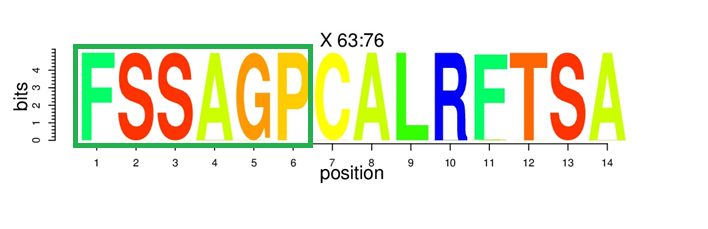 X 63:76
bits
0 1 2 3 4
FSSAGPCALRFTSA
1 2 3 4 5 6 7 8 9 10 11 12 13 14
position